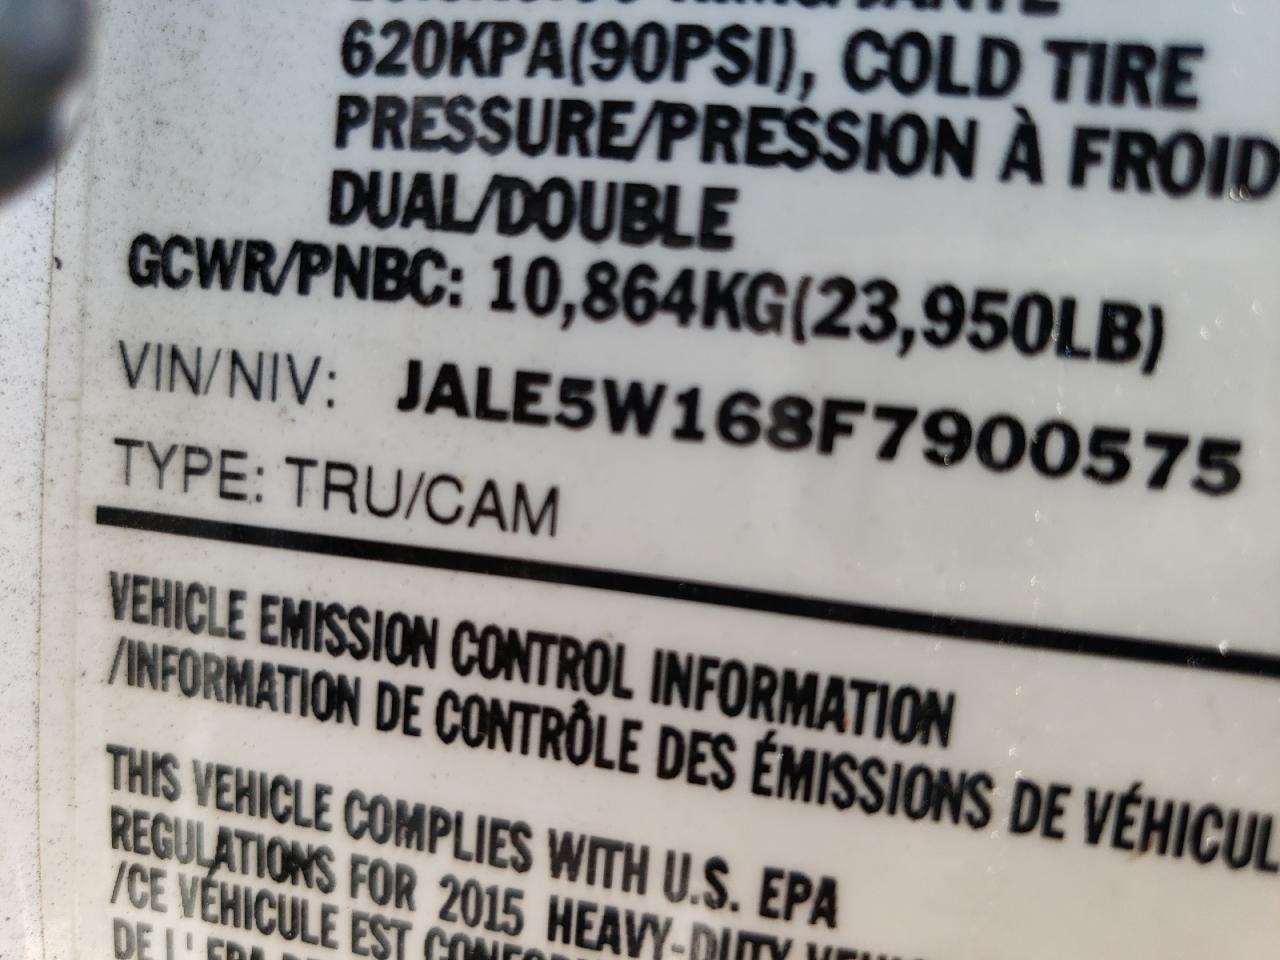 620KPA(90PSI), COLD TIRE
PRESSURE/PRESSION À FROID
DUAL/DOUBLE
GCWR/PNBC: 10,864KG(23,950LB)
VIN/NIV: JALE5W168F7900575
TYPE: TRU/CAM
VEHICLE EMISSION CONTROL INFORMATION
/INFORMATION DE CONTRÔLE DES ÉMISSIONS DE VÉHICUL
THIS VEHICLE COMPLIES WITH U.S. EPA
REGULATIONS FOR 2015 HEAVY-DUTY
/CE VÉHICULE EST
DE L'EPA